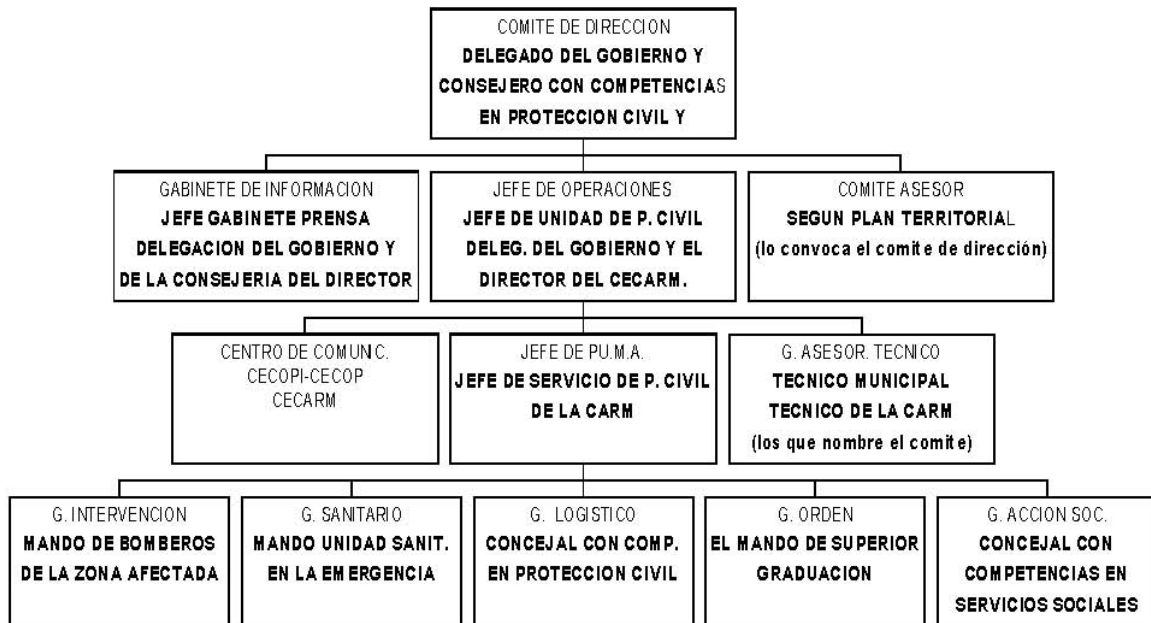 COMITE DE DIRECCION
DELEGADO DEL GOBIERNO Y
CONSEJERO CON COMPETENCIAS
EN PROTECCION CIVIL Y
GABINETE DE INFORMACION
JEFE GABINETE PRENSA
DELEGACION DEL GOBIERNO Y
DE LA CONSEJERIA DEL DIRECTOR
JEFE DE OPERACIONES
JEFE DE UNIDAD DE P. CIVIL
DELEG. DEL GOBIERNO Y EL
DIRECTOR DEL CECARM.
COMITE ASESOR
SEGUN PLAN TERRITORIAL
(lo convoca el comite de dirección)
CENTRO DE COMUNIC.
CECOPI-CECOP
CECARM
JEFE DE PU.M.A.
JEFE DE SERVICIO DE P. CIVIL
DE LA CARM
G. ASESOR. TECNICO
TECNICO MUNICIPAL
TECNICO DE LA CARM
(los que nombre el comite)
G. INTERVENCION
MANDO DE BOMBEROS
DE LA ZONA AFECTADA
G. SANITARIO
MANDO UNIDAD SANIT.
EN LA EMERGENCIA
G. LOGISTICO
CONCEJAL CON COMP.
EN PROTECCION CIVIL
G. ORDEN
EL MANDO DE SUPERIOR
GRADUACION
G. ACCION SOC.
CONCEJAL CON
COMPETENCIAS EN
SERVICIOS SOCIALES